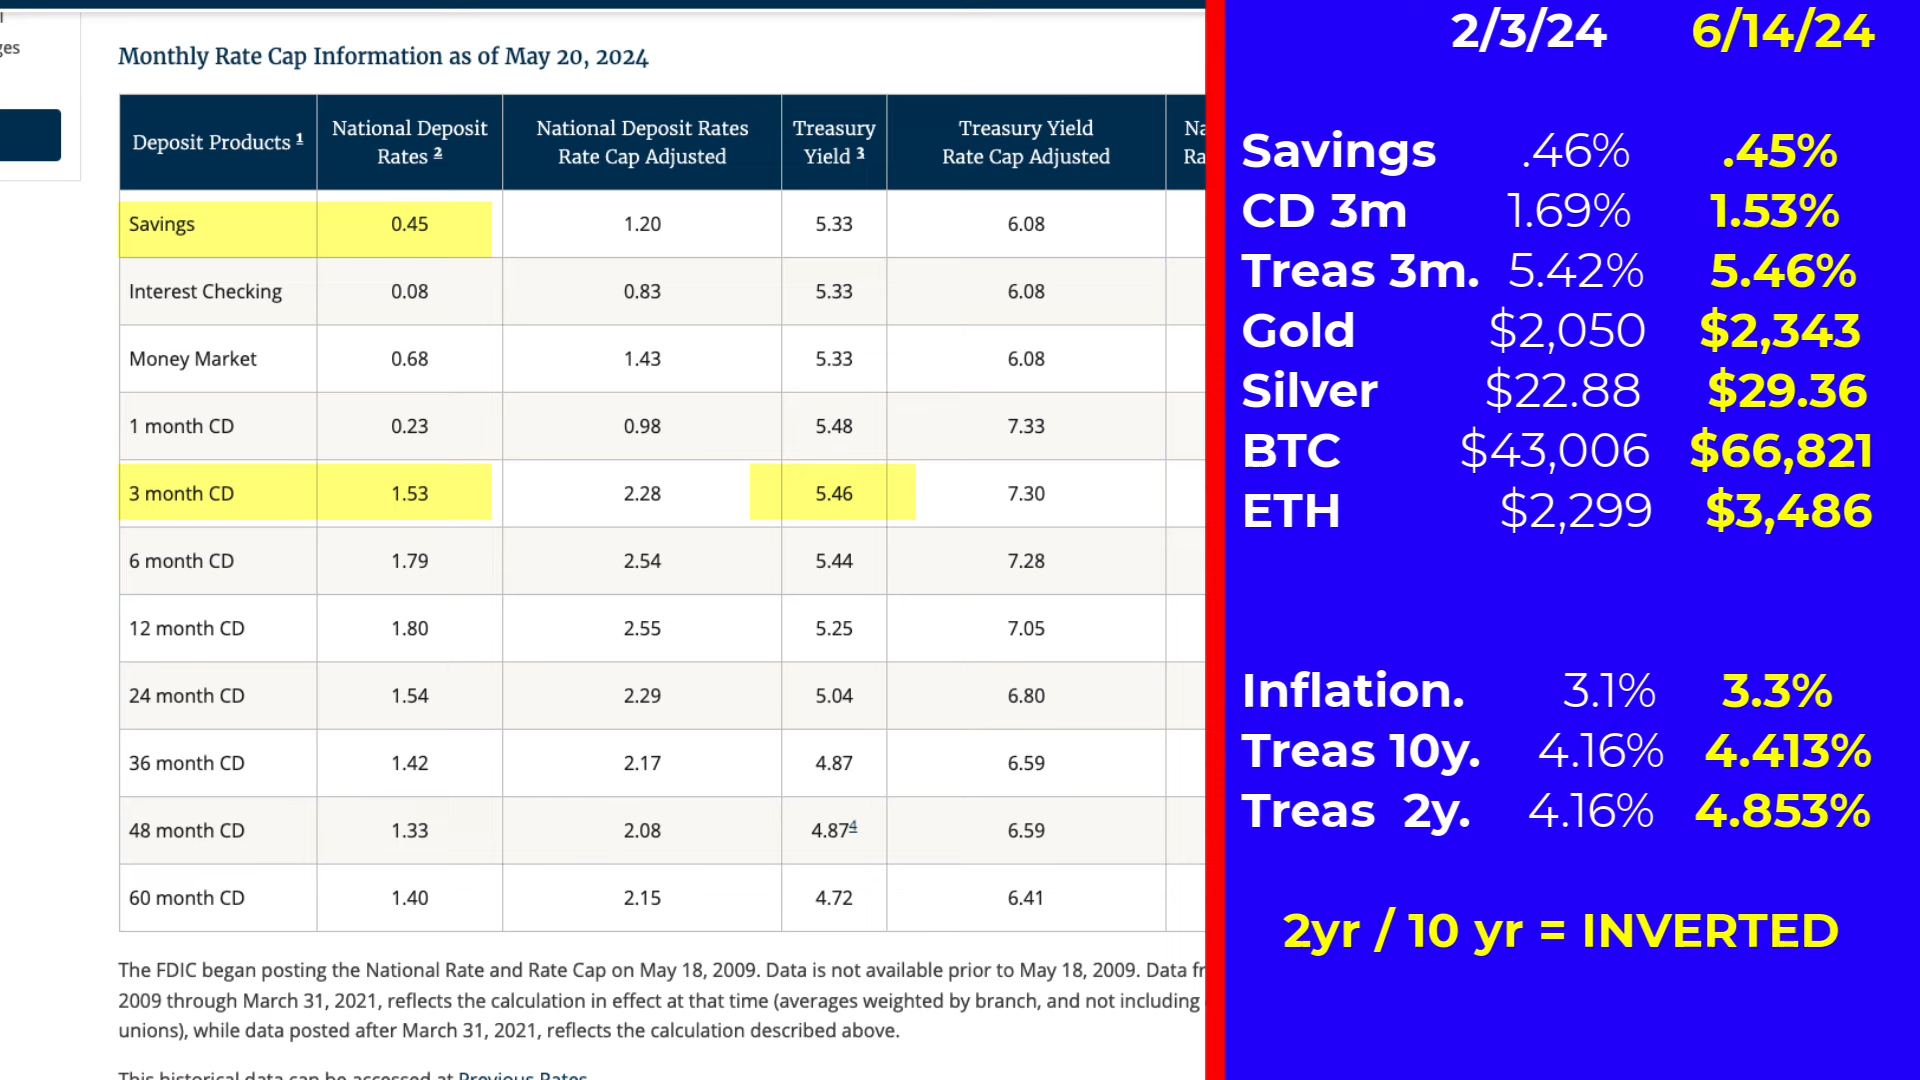 ges
Monthly Rate Cap Information as of May 20, 2024
Deposit Products 1 National Deposit Rates 2 National Deposit Rates Rate Cap Adjusted Treasury Yield 3 Treasury Yield Rate Cap Adjusted Na Ra
Savings 0.45 1.20 5.33 6.08
Interest Checking 0.08 0.83 5.33 6.08
Money Market 0.68 1.43 5.33 6.08
1 month CD 0.23 0.98 5.48 7.33
3 month CD 1.53 2.28 5.46 7.30
6 month CD 1.79 2.54 5.44 7.28
12 month CD 1.80 2.55 5.25 7.05
24 month CD 1.54 2.29 5.04 6.80
36 month CD 1.42 2.17 4.87 6.59
48 month CD 1.33 2.08 4.87 4 6.59
60 month CD 1.40 2.15 4.72 6.41
The FDIC began posting the National Rate and Rate Cap on May 18, 2009. Data is not available prior to May 18, 2009. Data fr
2009 through March 31, 2021, reflects the calculation in effect at that time (averages weighted by branch, and not including
unions), while data posted after March 31, 2021, reflects the calculation described above.
This historical data can be accessed at Previous Rates
2/3/24 6/14/24
Savings .46% .45%
CD 3m 1.69% 1.53%
Treas 3m. 5.42% 5.46%
Gold $2,050 $2,343
Silver $22.88 $29.36
BTC $43,006 $66,821
ETH $2,299 $3,486
Inflation. 3.1% 3.3%
Treas 10y. 4.16% 4.413%
Treas 2y. 4.16% 4.853%
2yr / 10 yr = INVERTED